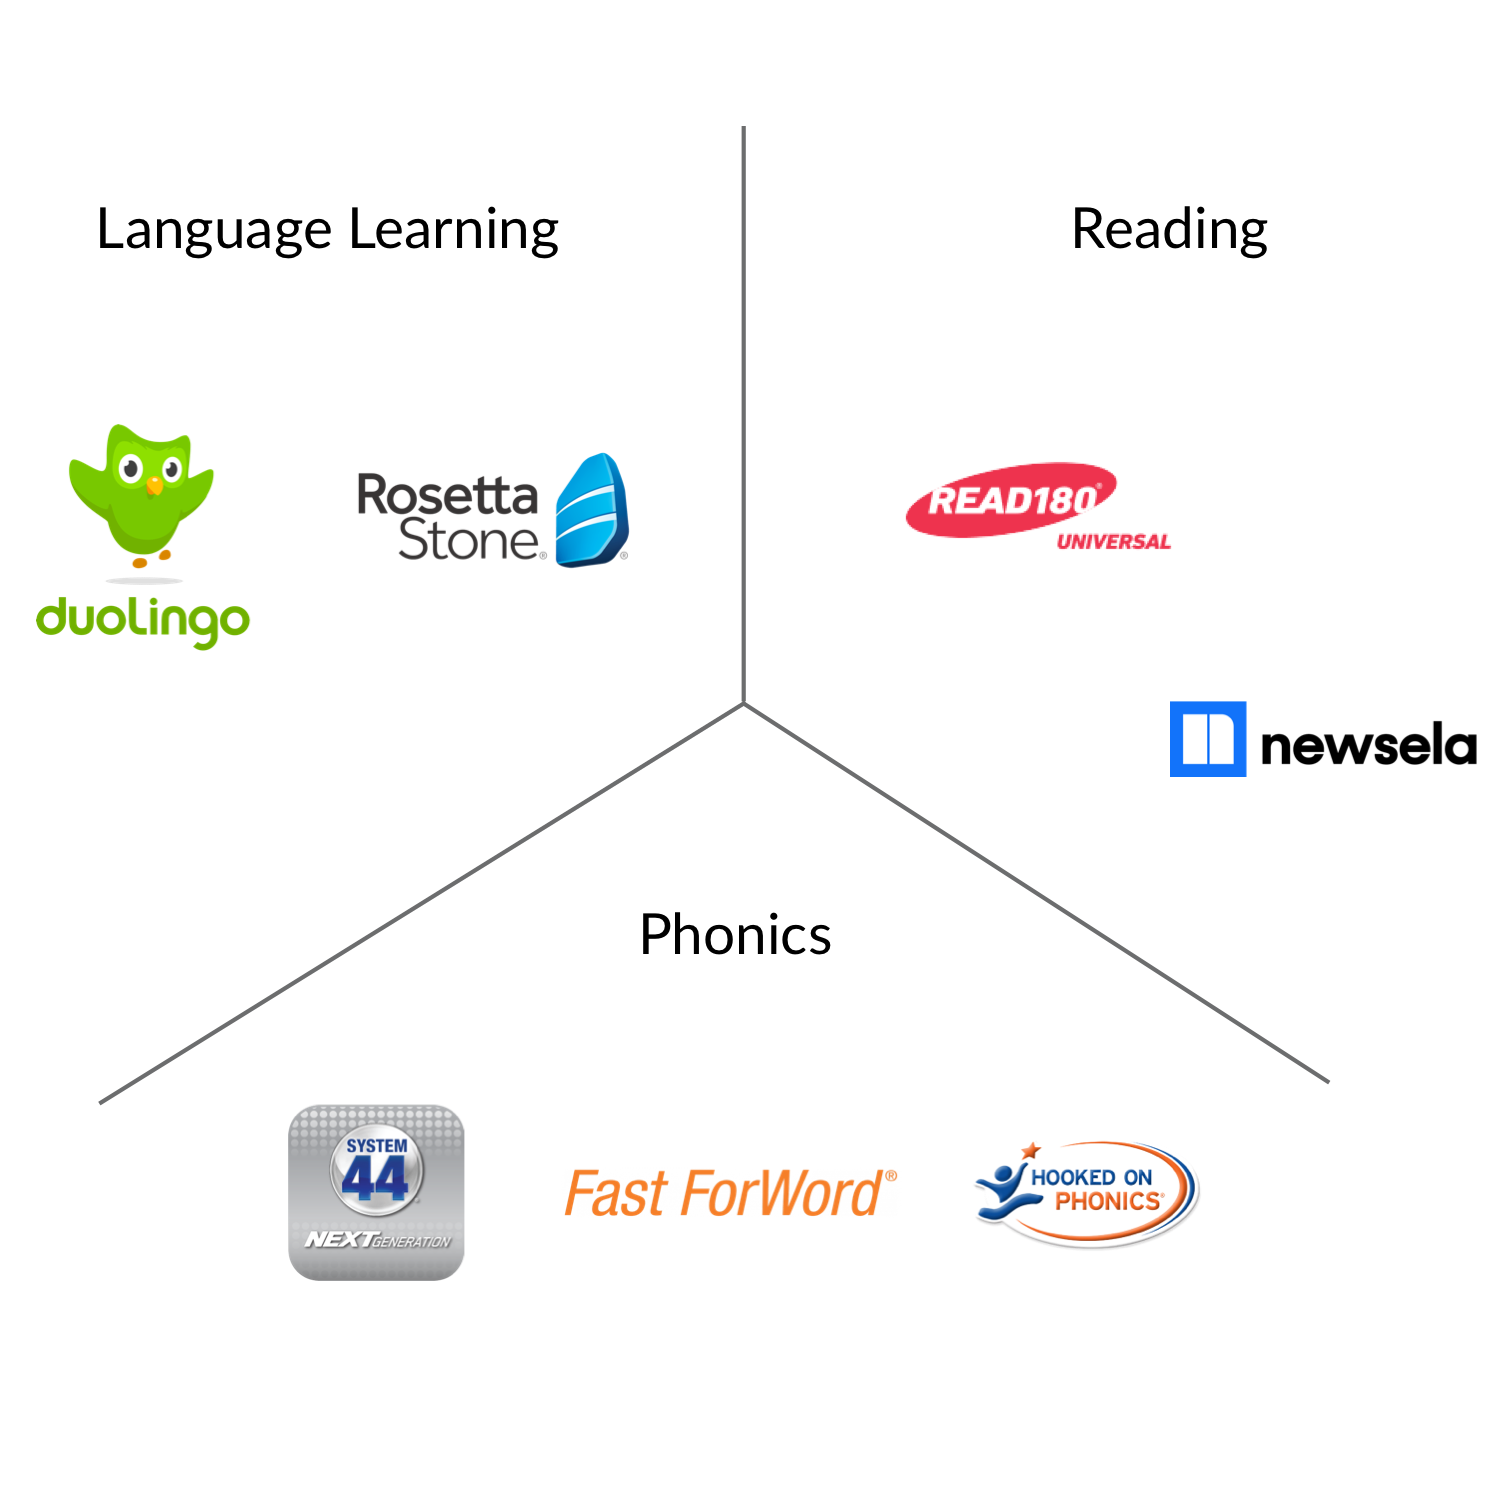 Language Learning
Reading
duolingo
Rosetta
Stone®
®
READ180®
UNIVERSAL
newsela
Phonics
SYSTEM
44
NEXT GENERATION
Fast ForWord®
HOOKED ON
PHONICS®